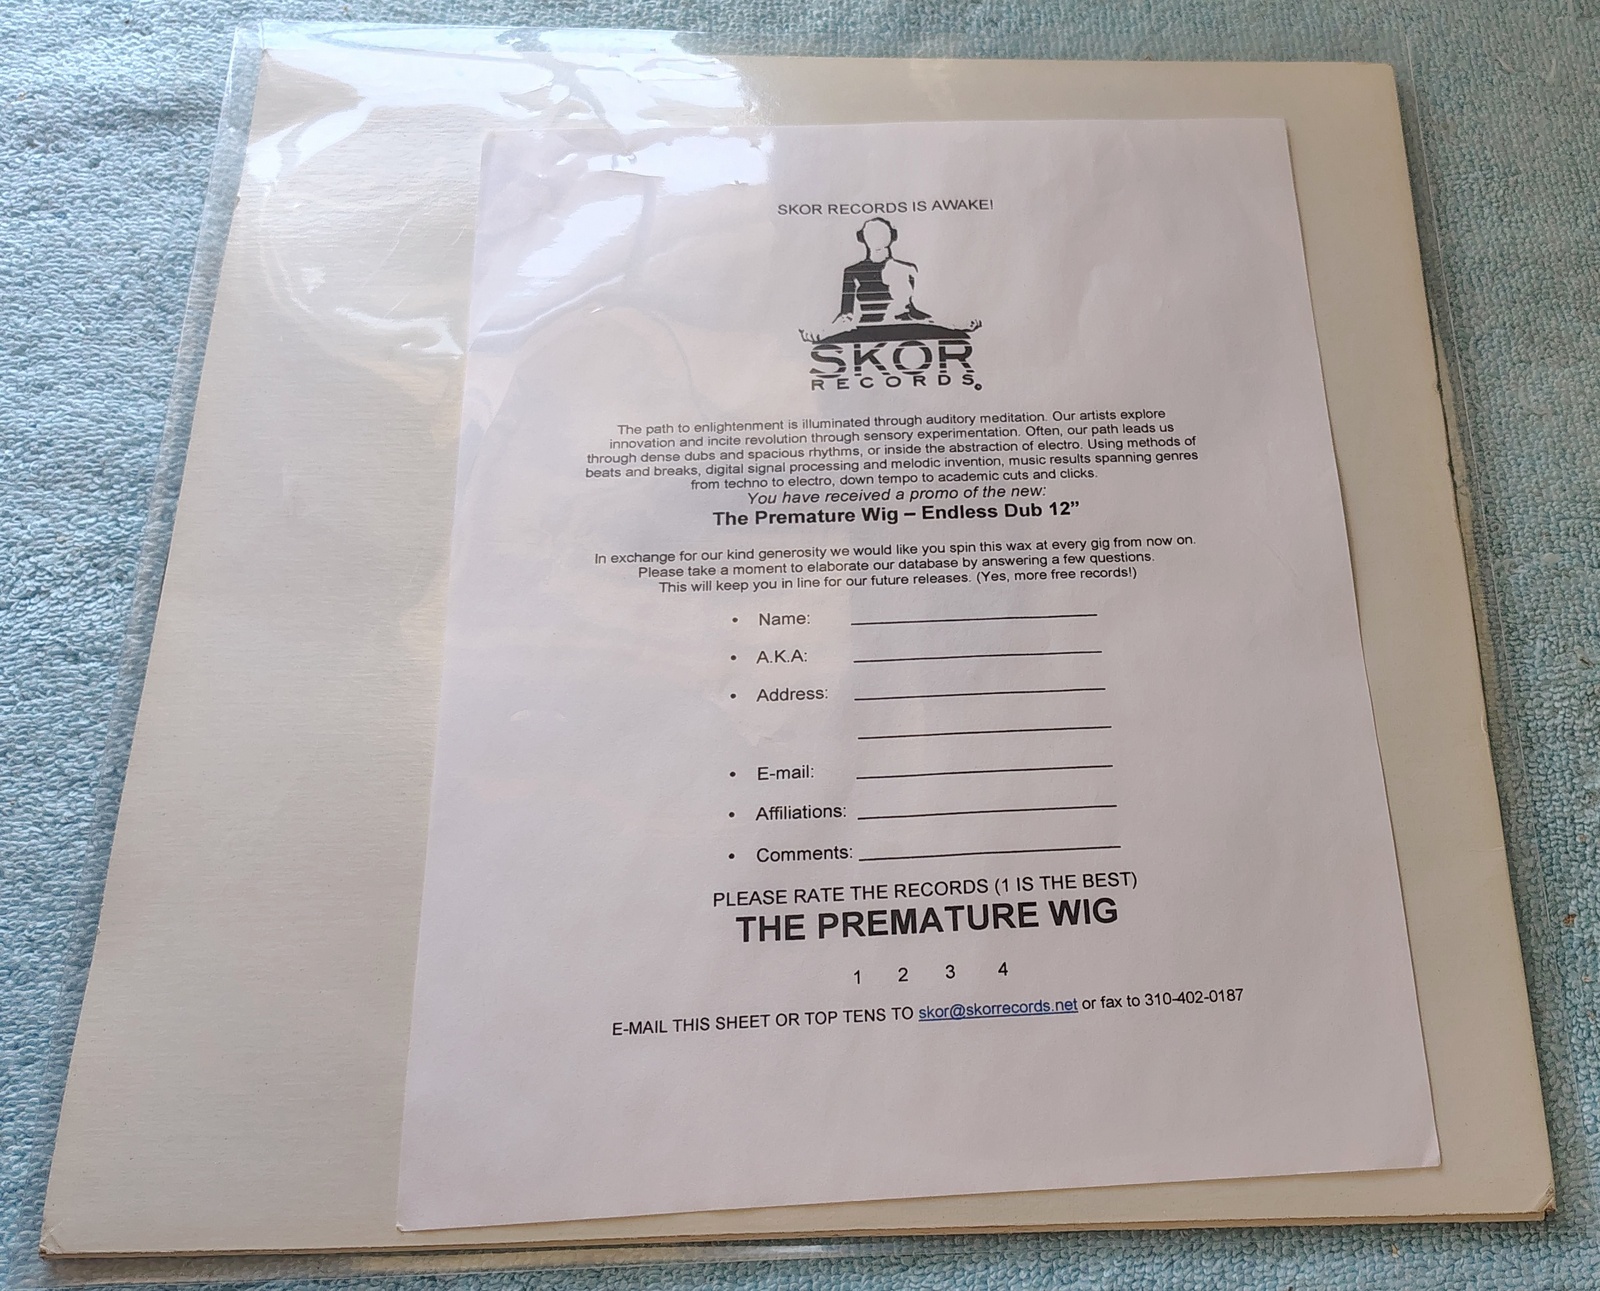 SKOR RECORDS IS AWAKE!
SKOR
RECORDS
The path to enlightenment is illuminated through auditory meditation. Our artists explore
innovation and incite revolution through sensory experimentation. Often, our path leads us
through dense dubs and spacious rhythms, or inside the abstraction of electro. Using methods of
beats and breaks, digital signal processing and melodic invention, music results spanning genres
from techno to electro, down tempo to academic cuts and clicks.
You have received a promo of the new:
The Premature Wig – Endless Dub 12”
In exchange for our kind generosity we would like you spin this wax at every gig from now on.
Please take a moment to elaborate our database by answering a few questions.
This will keep you in line for our future releases. (Yes, more free records!)
• Name:
• A.K.A:
• Address:
• E-mail:
• Affiliations:
• Comments:
PLEASE RATE THE RECORDS (1 IS THE BEST)
THE PREMATURE WIG
1 2 3 4
E-MAIL THIS SHEET OR TOP TENS TO skor@skorrecords.net or fax to 310-402-0187